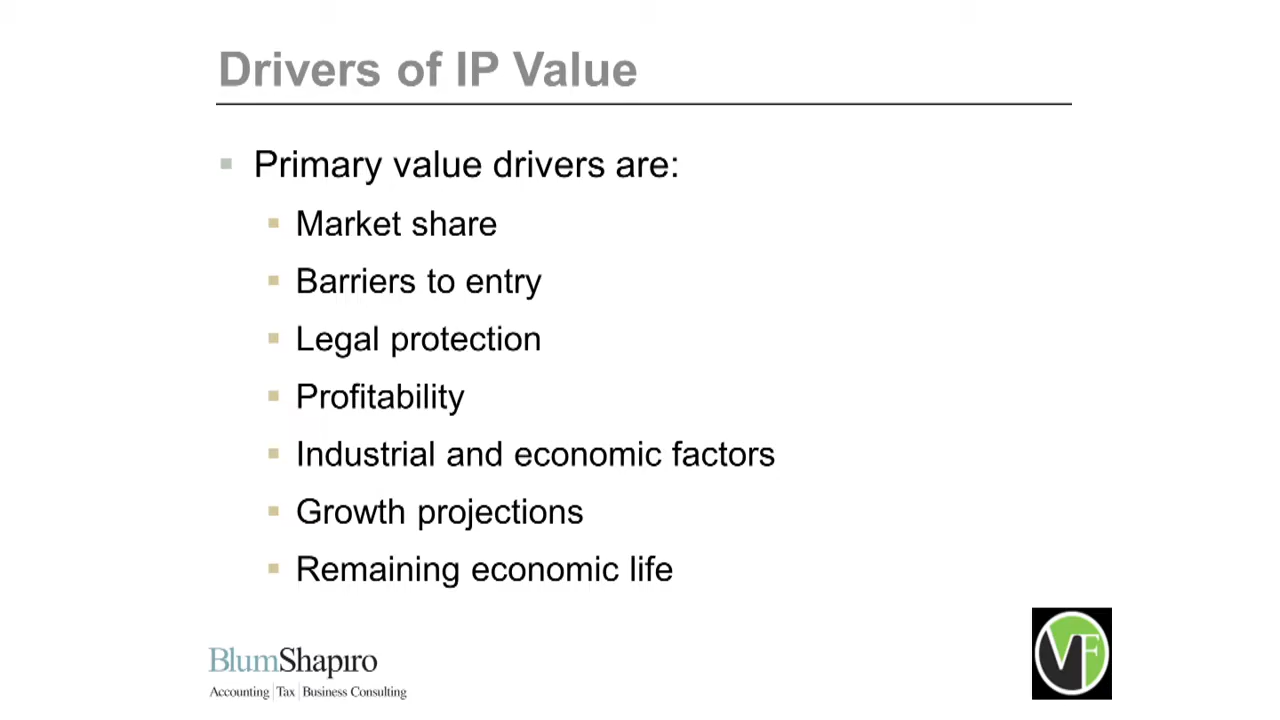 Drivers of IP Value
Primary value drivers are:
Market share
Barriers to entry
Legal protection
Profitability
Industrial and economic factors
Growth projections
Remaining economic life
BlumShapiro
Accounting | Tax | Business Consulting
VF